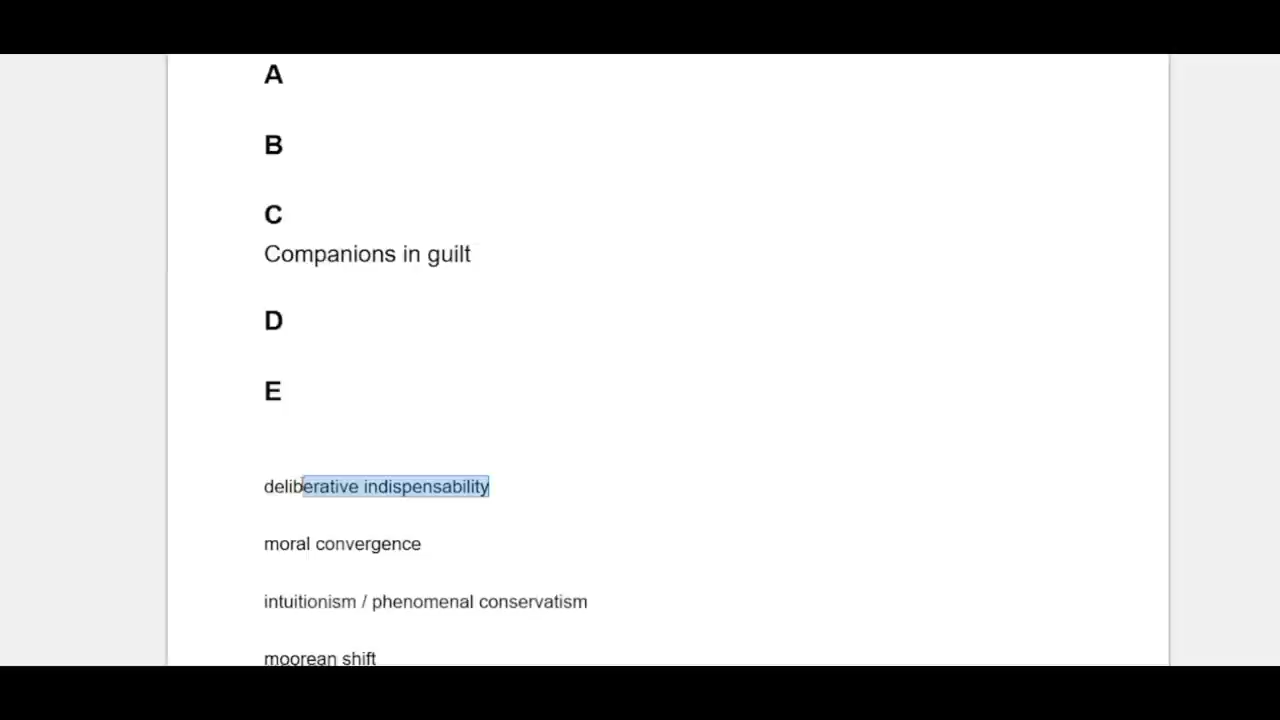 A
B
C
Companions in guilt
D
E
deliberative indispensability
moral convergence
intuitionism / phenomenal conservatism
moorean shift